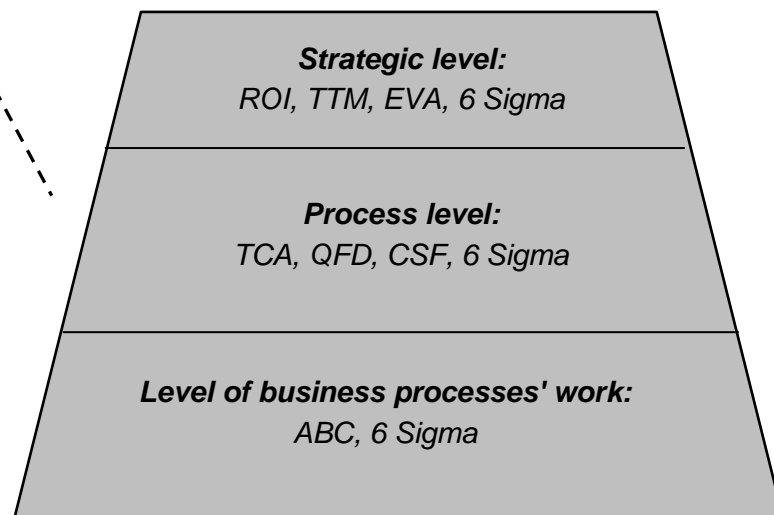 Strategic level:
ROI, TTM, EVA, 6 Sigma
Process level:
TCA, QFD, CSF, 6 Sigma
Level of business processes' work:
ABC, 6 Sigma